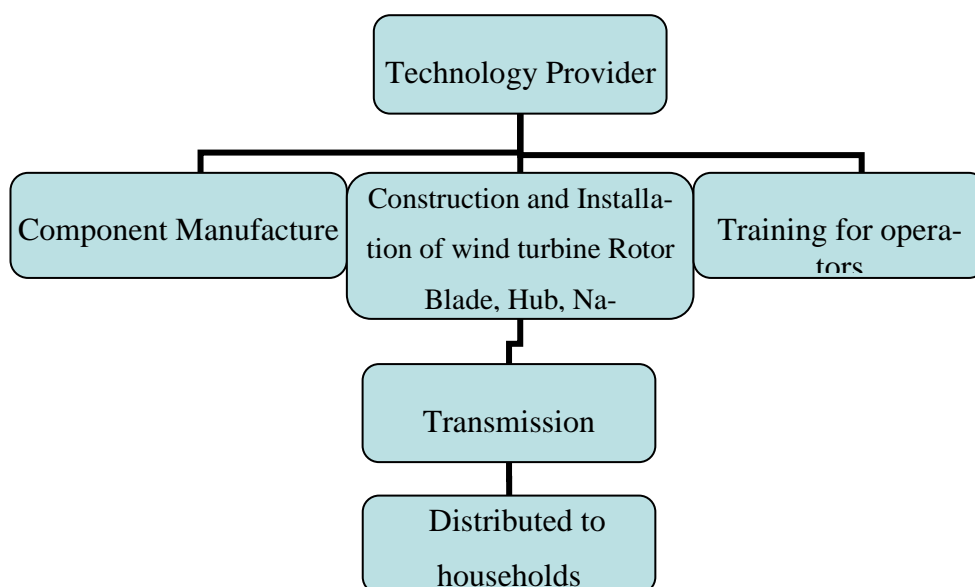 Technology Provider
Component Manufacture
Construction and Installa-
tion of wind turbine Rotor
Blade, Hub, Na-
Training for opera-
tors
Transmission
Distributed to
households